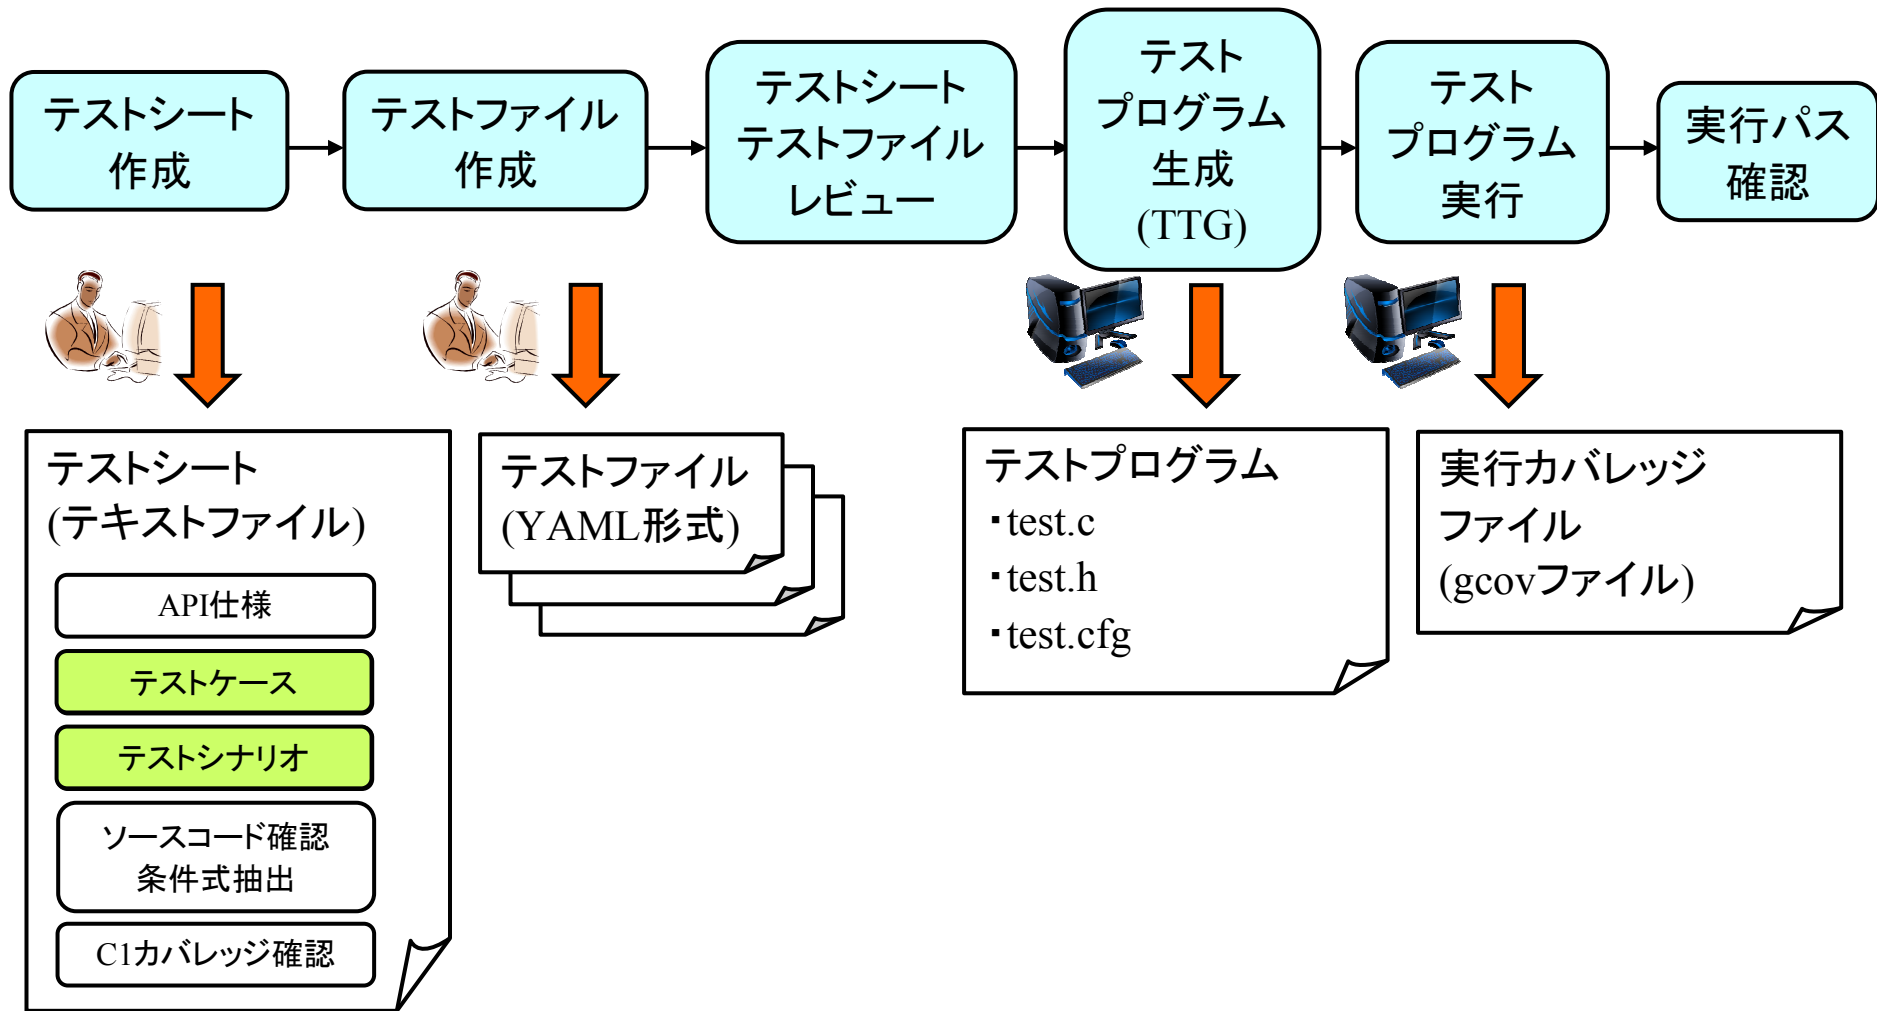 テストシート
作成
テストファイル
作成
テストシート
テストファイル
レビュー
テスト
プログラム
生成
(TTG)
テスト
プログラム
実行
実行パス
確認
テストシート
(テキストファイル)
API仕様
テストケース
テストシナリオ
ソースコード確認
条件式抽出
C1カバレッジ確認
テストファイル
(YAML形式)
テストプログラム
・test.c
・test.h
・test.cfg
実行カバレッジ
ファイル
(gcovファイル)